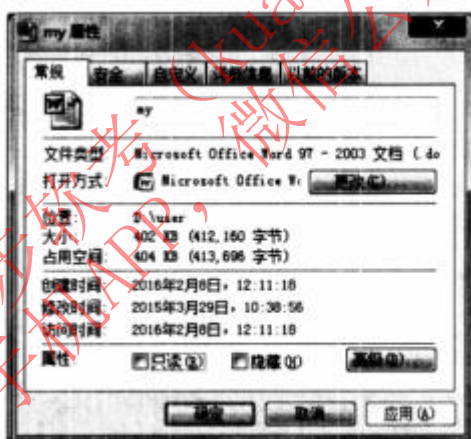 my 属性
常规 安全 自定义 详细信息 以前的版本
my
文件类型: Microsoft Office Word 97 - 2003 文档 (.do
打开方式: Microsoft Office Wo 更改(C)...
位置: D:\user
大小: 402 KB (412,160 字节)
占用空间: 404 KB (413,696 字节)
创建时间: 2016年2月8日，12:11:18
修改时间: 2015年3月29日，10:38:56
访问时间: 2016年2月8日，12:11:18
属性: 只读(R) 隐藏(H) 高级(D)...
确定 取消 应用(A)